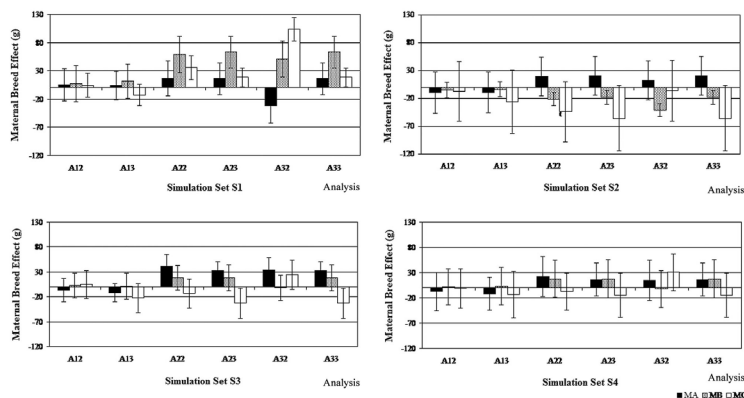 Maternal Breed Effect (g)
130
80
30
-20
-70
-120
A12 A13 A22 A23 A32 A33
Simulation Set S1 Analysis
Maternal Breed Effect (g)
130
80
30
-20
-70
-120
A12 A13 A22 A23 A32 A33
Simulation Set S2 Analysis
Maternal Breed Effect (g)
130
80
30
-20
-70
-120
A12 A13 A22 A23 A32 A33
Simulation Set S3 Analysis
Maternal Breed Effect (g)
130
80
30
-20
-70
-120
A12 A13 A22 A23 A32 A33
Simulation Set S4 Analysis
MA MB MC